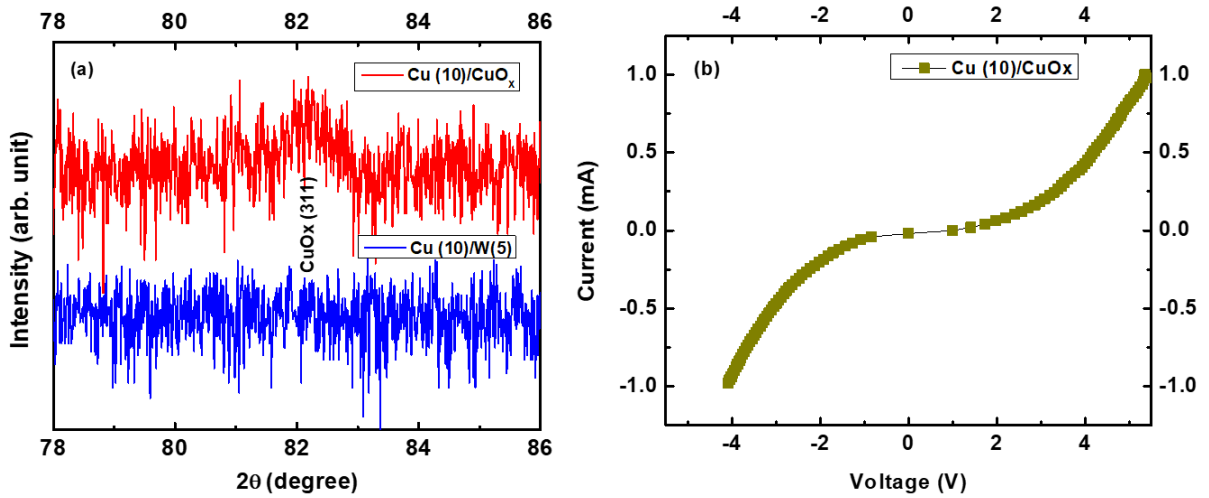 78 80 82 84 86
(a)
Cu (10)/CuOx
CuOx (311)
Cu (10)/W(5)
Intensity (arb. unit)
78 80 82 84 86
2θ (degree)
-4 -2 0 2 4
(b)
Cu (10)/CuOx
1.0 1.0
0.5 0.5
0.0 0.0
-0.5 -0.5
-1.0 -1.0
Current (mA)
-4 -2 0 2 4
Voltage (V)